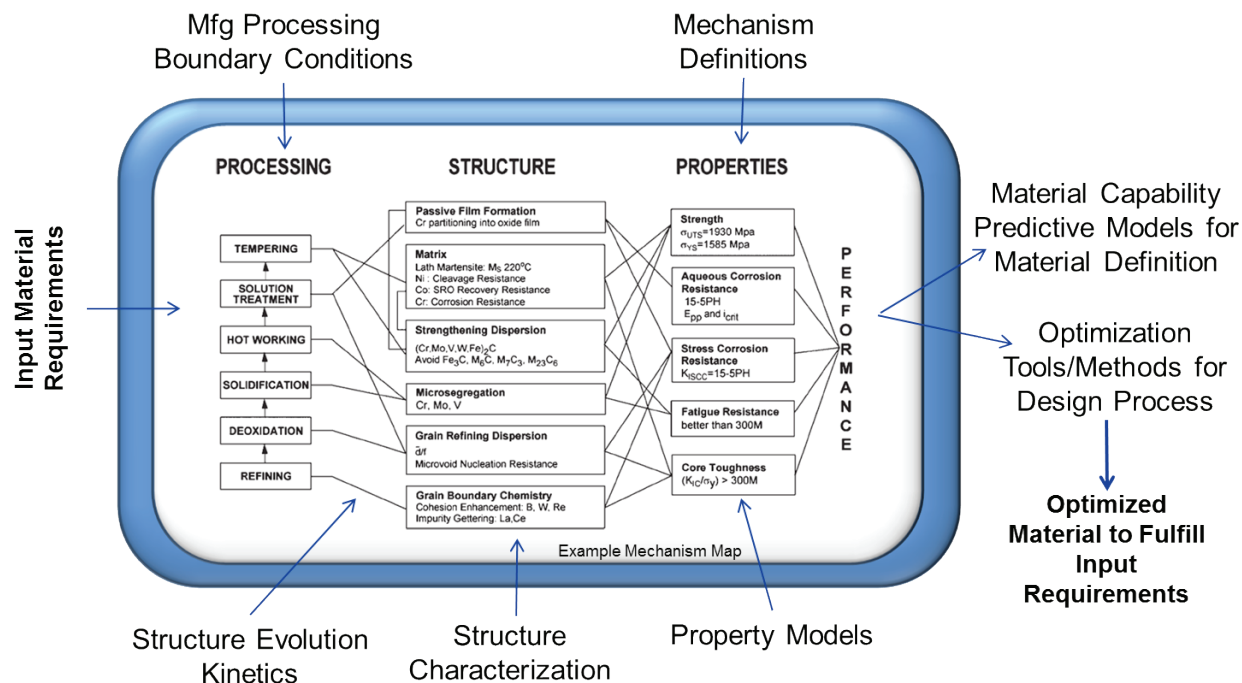 Mfg Processing
Boundary Conditions
Mechanism
Definitions
Input Material
Requirements
PROCESSING
STRUCTURE
PROPERTIES
TEMPERING
SOLUTION
TREATMENT
HOT WORKING
SOLIDIFICATION
DEOXIDATION
REFINING
Passive Film Formation
Cr partitioning into oxide film
Matrix
Lath Martensite: MS 220°C
Ni : Cleavage Resistance
Co: SRO Recovery Resistance
Cr: Corrosion Resistance
Strengthening Dispersion
(Cr,Mo,V,W,Fe)2C
Avoid Fe3C, M6C, M7C3, M23C6
Microsegregation
Cr, Mo, V
Grain Refining Dispersion
d̄/f
Microvoid Nucleation Resistance
Grain Boundary Chemistry
Cohesion Enhancement: B, W, Re
Impurity Gettering: La,Ce
Strength
σUTS=1930 Mpa
σYS=1585 Mpa
Aqueous Corrosion
Resistance
15-5PH
Epp and icrit
Stress Corrosion
Resistance
KISCC=15-5PH
Fatigue Resistance
better than 300M
Core Toughness
(KIC/σy) > 300M
PERFORMANCE
Example Mechanism Map
Material Capability
Predictive Models for
Material Definition
Optimization
Tools/Methods for
Design Process
Optimized
Material to Fulfill
Input
Requirements
Structure Evolution
Kinetics
Structure
Characterization
Property Models